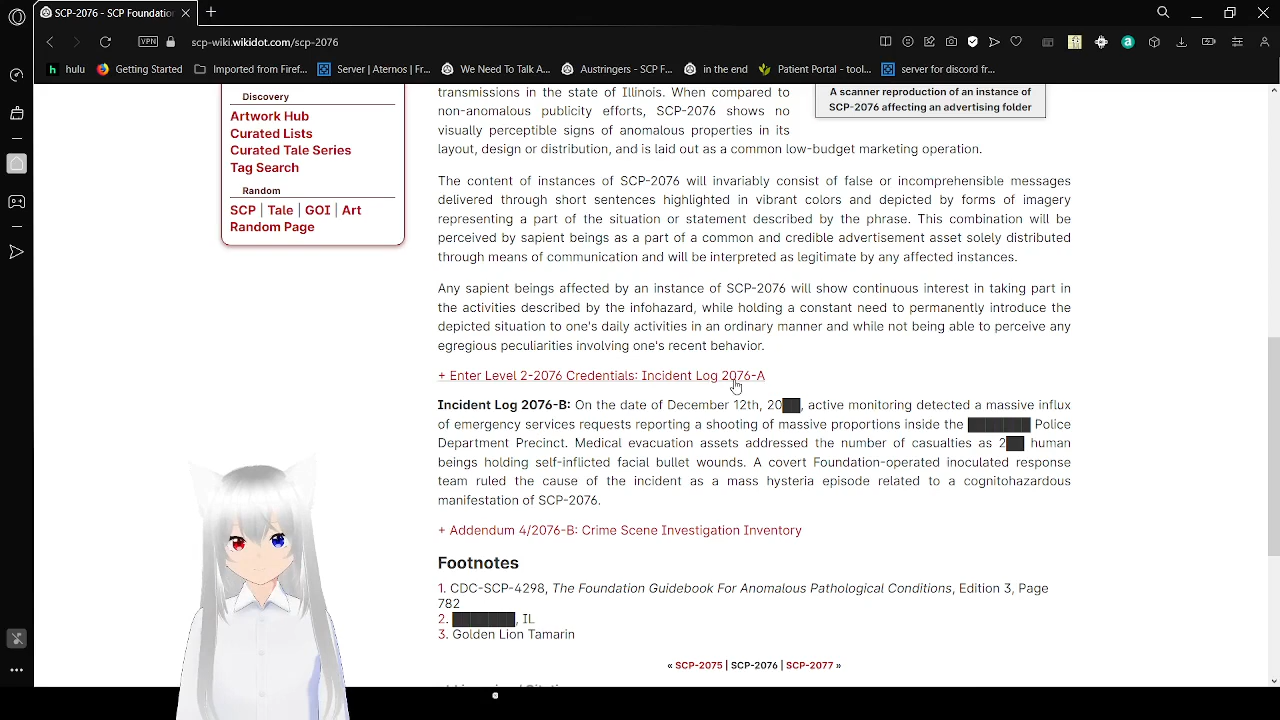 SCP-2076 - SCP Foundation
scp-wiki.wikidot.com/scp-2076
VPN
hulu
Getting Started
Imported from Firef...
Server | Aternos | Fr...
We Need To Talk A...
Austringers - SCP F...
in the end
Patient Portal - tool...
server for discord fr...
Discovery
Artwork Hub
Curated Lists
Curated Tale Series
Tag Search
Random
SCP | Tale | GOI | Art
Random Page
transmissions in the state of Illinois. When compared to
non-anomalous publicity efforts, SCP-2076 shows no
visually perceptible signs of anomalous properties in its
layout, design or distribution, and is laid out as a common low-budget marketing operation.
A scanner reproduction of an instance of
SCP-2076 affecting an advertising folder
The content of instances of SCP-2076 will invariably consist of false or incomprehensible messages
delivered through short sentences highlighted in vibrant colors and depicted by forms of imagery
representing a part of the situation or statement described by the phrase. This combination will be
perceived by sapient beings as a part of a common and credible advertisement asset solely distributed
through means of communication and will be interpreted as legitimate by any affected instances.
Any sapient beings affected by an instance of SCP-2076 will show continuous interest in taking part in
the activities described by the infohazard, while holding a constant need to permanently introduce the
depicted situation to one's daily activities in an ordinary manner and while not being able to perceive any
egregious peculiarities involving one's recent behavior.
+ Enter Level 2-2076 Credentials: Incident Log 2076-A
Incident Log 2076-B: On the date of December 12th, 20██, active monitoring detected a massive influx
of emergency services requests reporting a shooting of massive proportions inside the ███████ Police
Department Precinct. Medical evacuation assets addressed the number of casualties as 2██ human
beings holding self-inflicted facial bullet wounds. A covert Foundation-operated inoculated response
team ruled the cause of the incident as a mass hysteria episode related to a cognitohazardous
manifestation of SCP-2076.
+ Addendum 4/2076-B: Crime Scene Investigation Inventory
Footnotes
1. CDC-SCP-4298, The Foundation Guidebook For Anomalous Pathological Conditions, Edition 3, Page
782
2. ███████, IL
3. Golden Lion Tamarin
« SCP-2075 | SCP-2076 | SCP-2077 »